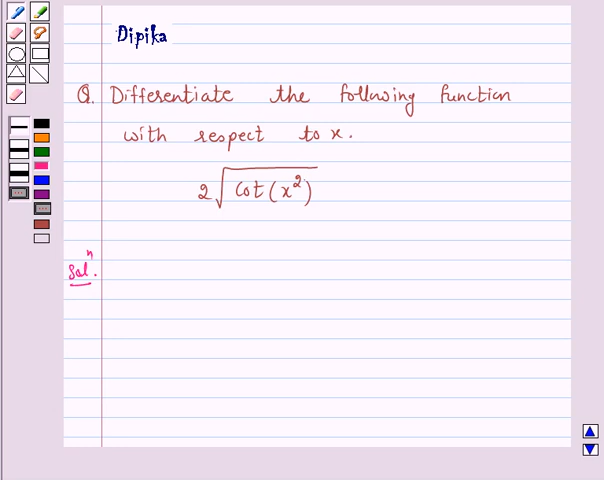 Dipika
Q. Differentiate the following function
with respect to x.
2√cot(x²)
Solⁿ.